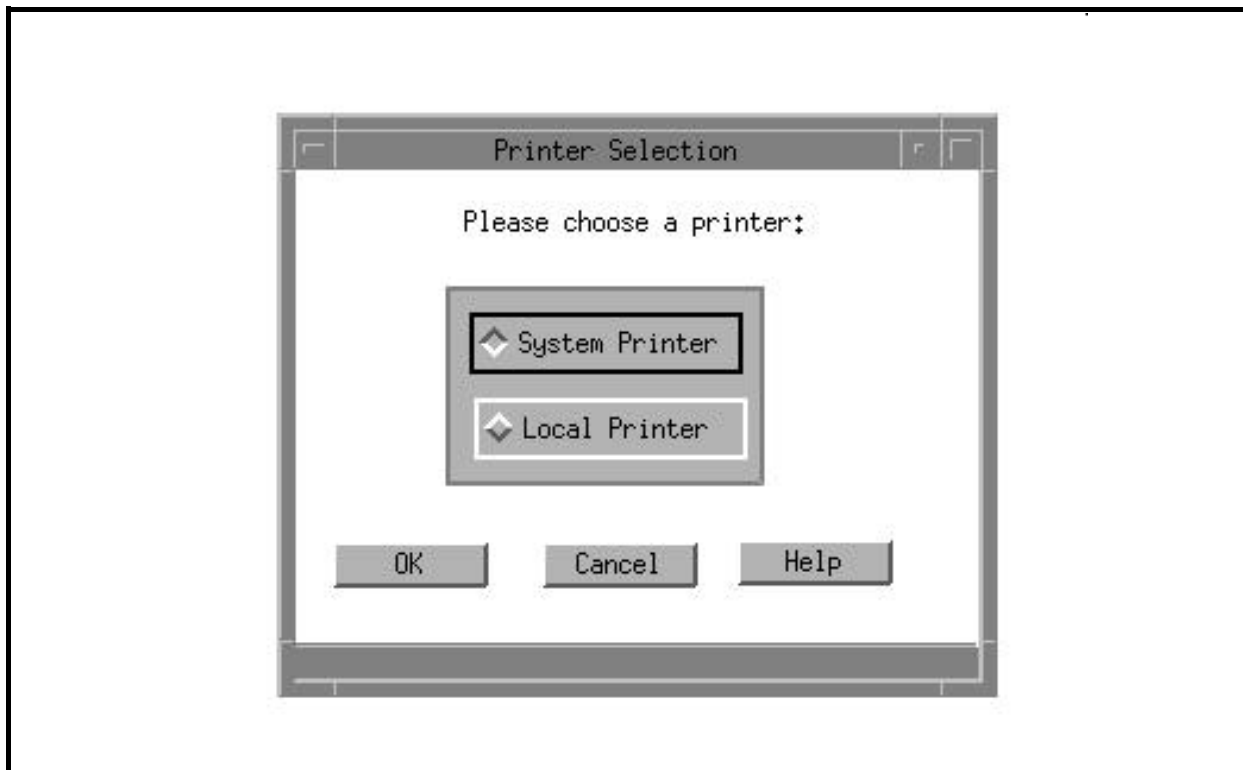 Printer Selection
Please choose a printer:
System Printer
Local Printer
OK Cancel Help